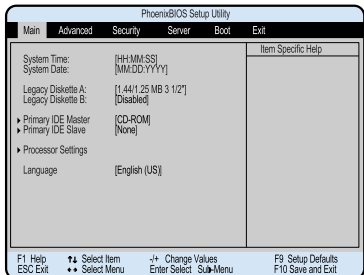 PhoenixBIOS Setup Utility
Main Advanced Security Server Boot Exit
Item Specific Help
System Time: [HH:MM:SS]
System Date: [MM:DD:YYYY]
Legacy Diskette A: [1.44/1.25 MB 3 1/2"]
Legacy Diskette B: [Disabled]
Primary IDE Master [CD-ROM]
Primary IDE Slave [None]
Processor Settings
Language [English (US)]
F1 Help Select Item -/+ Change Values F9 Setup Defaults
ESC Exit Select Menu Enter Select Sub-Menu F10 Save and Exit